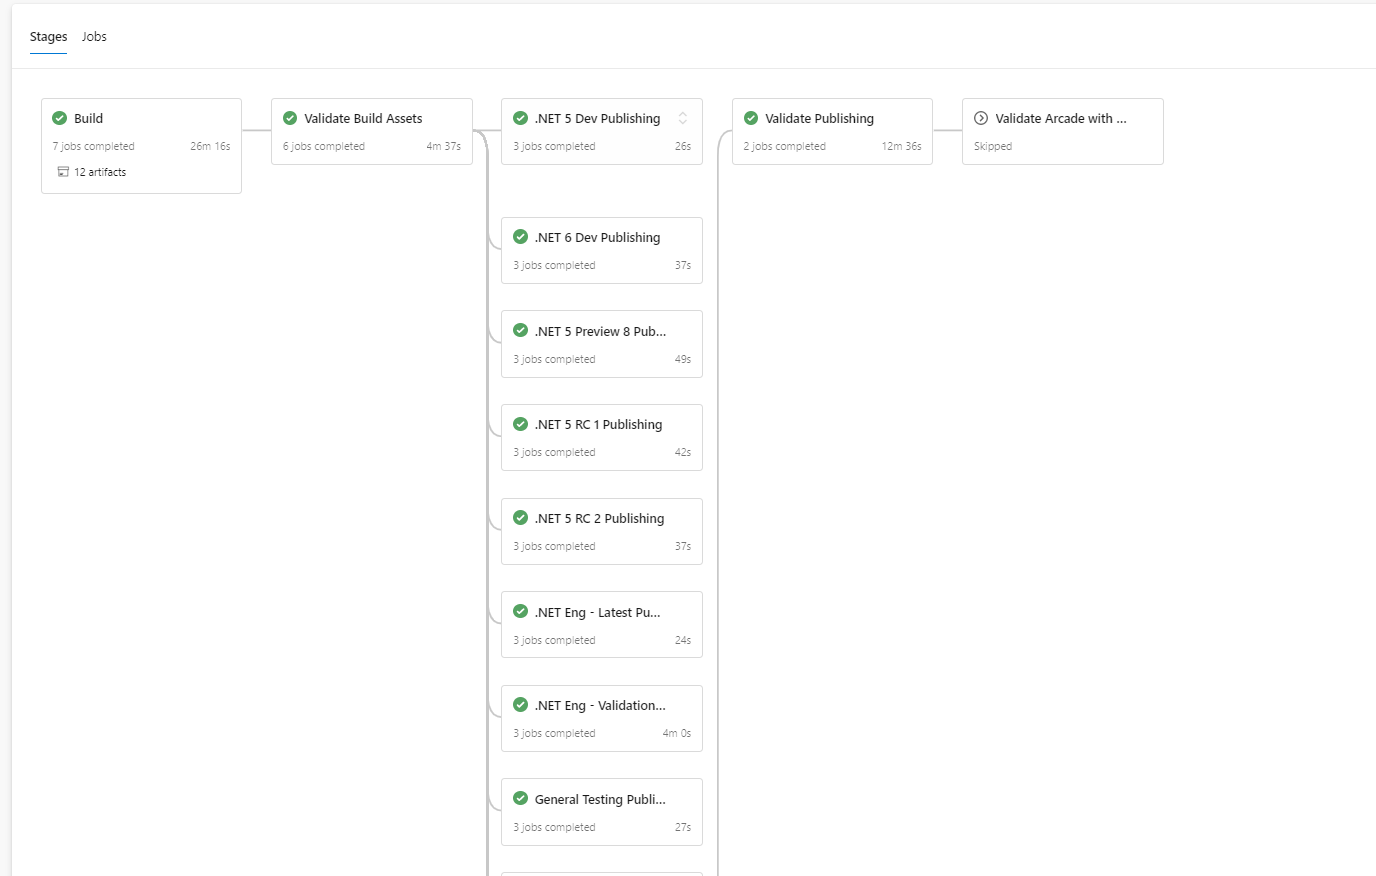 Stages Jobs
Build
7 jobs completed 26m 16s
12 artifacts
Validate Build Assets
6 jobs completed 4m 37s
.NET 5 Dev Publishing
3 jobs completed 26s
.NET 6 Dev Publishing
3 jobs completed 37s
.NET 5 Preview 8 Pub...
3 jobs completed 49s
.NET 5 RC 1 Publishing
3 jobs completed 42s
.NET 5 RC 2 Publishing
3 jobs completed 37s
.NET Eng - Latest Pu...
3 jobs completed 24s
.NET Eng - Validation...
3 jobs completed 4m 0s
General Testing Publi...
3 jobs completed 27s
Validate Publishing
2 jobs completed 12m 36s
Validate Arcade with ...
Skipped